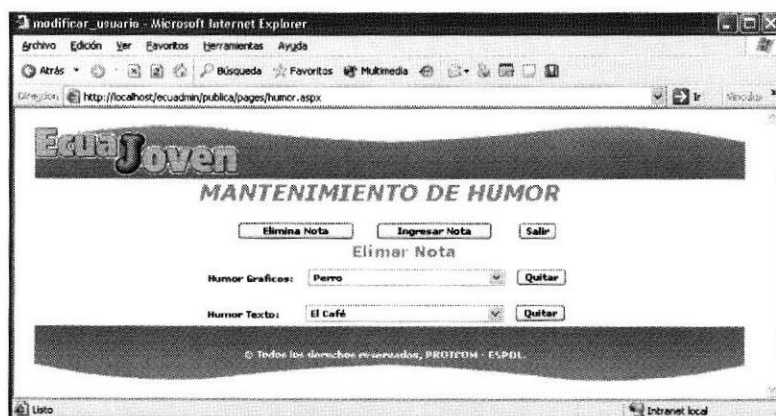 modificar_usuario - Microsoft Internet Explorer
Archivo Edición Ver Favoritos Herramientas Ayuda
Atrás Búsqueda Favoritos Multimedia
Dirección http://localhost/ecuadmin/publica/pages/humor.aspx Ir Vínculos
EcuaJoven
MANTENIMIENTO DE HUMOR
Elimina Nota Ingresar Nota Salir
Elimar Nota
Humor Graficos: Perro Quitar
Humor Texto: El Café Quitar
© Todos los derechos reservados, PROTCOM - ESPOL.
Listo Intranet local